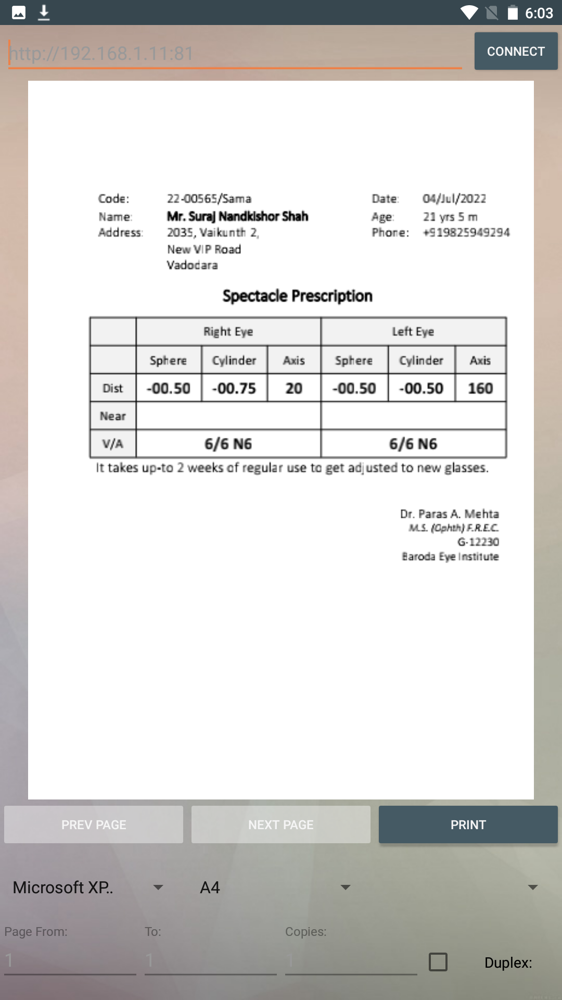 6:03
http://192.168.1.11:81
CONNECT
Code: 22-00565/Sama Date: 04/Jul/2022
Name: Mr. Suraj Nandkishor Shah Age: 21 yrs 5 m
Address: 2035, Vaikunth 2, Phone: +919825949294
New VIP Road
Vadodara
Spectacle Prescription
Right Eye Left Eye
Sphere Cylinder Axis Sphere Cylinder Axis
Dist -00.50 -00.75 20 -00.50 -00.50 160
Near
V/A 6/6 N6 6/6 N6
It takes up-to 2 weeks of regular use to get adjusted to new glasses.
Dr. Paras A. Mehta
M.S. (Ophth) F.R.E.C.
G-12230
Baroda Eye Institute
PREV PAGE NEXT PAGE PRINT
Microsoft XP.. A4
Page From: To: Copies:
1 1 1 Duplex: